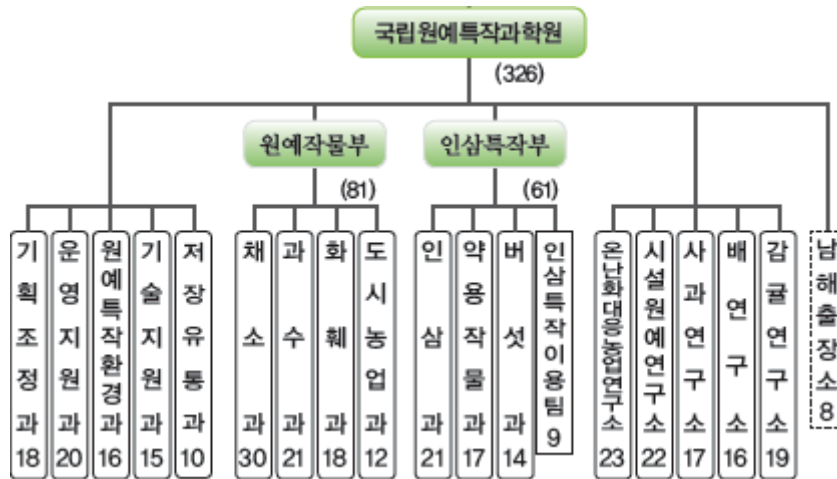 국립원예특작과학원
(326)
원예작물부
인삼특작부
(81)
(61)
기획조정과
18
운영지원과
20
원예특작환경과
16
기술지원과
15
저장유통과
10
채소과
30
과수과
21
화훼과
18
도시농업과
12
인삼과
21
약용작물과
17
버섯과
14
인삼특작이용팀
9
온난화대응농업연구소
23
시설원예연구소
22
사과연구소
17
배연구소
16
감귤연구소
19
남해출장소
8